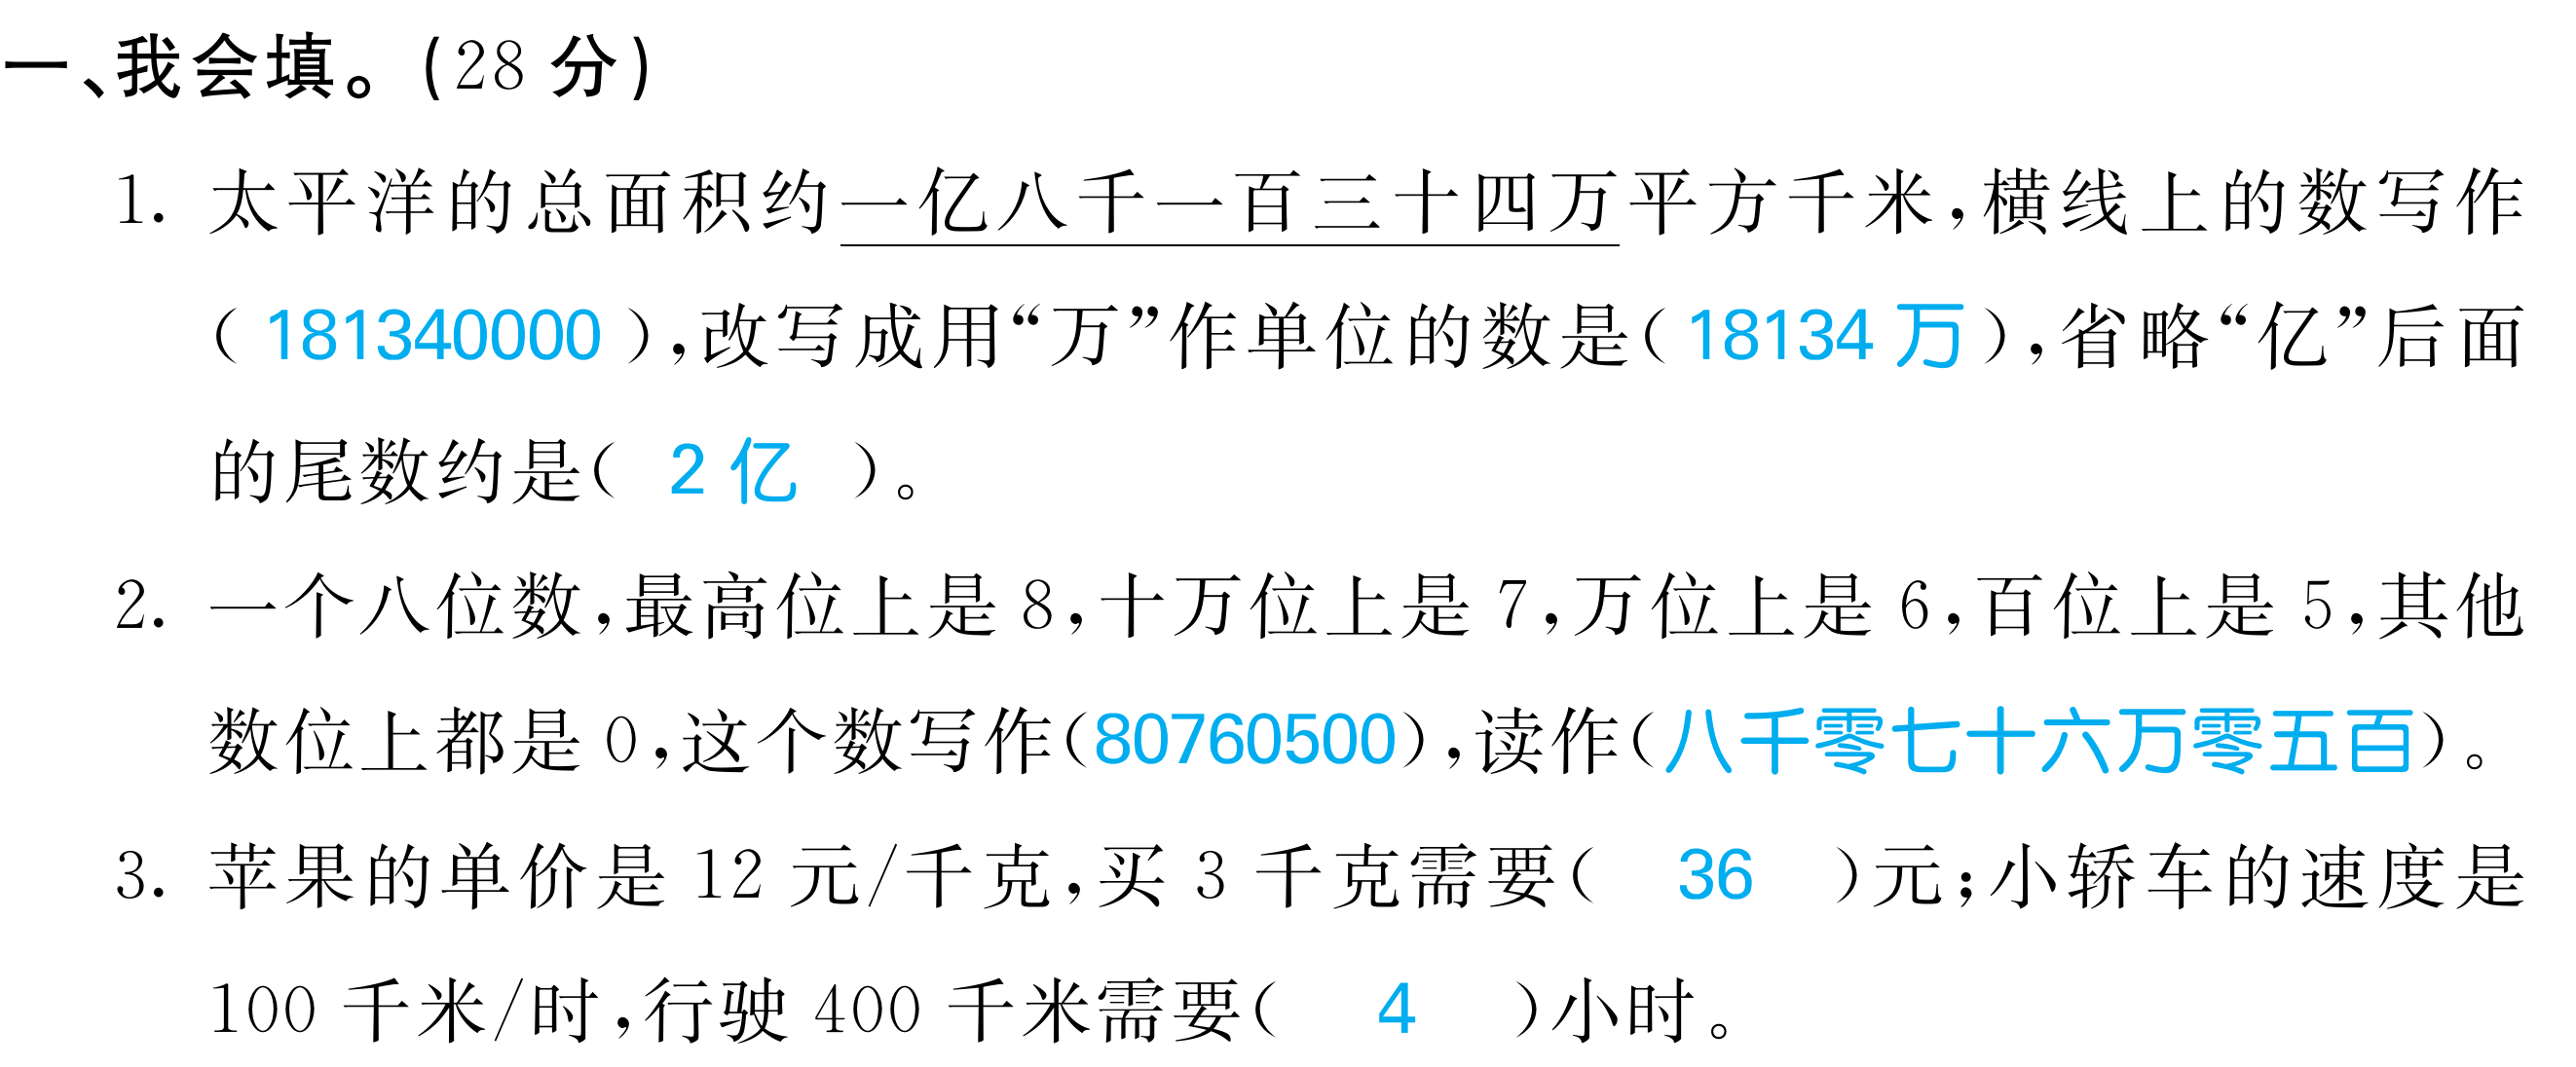 一、我会填。(28 分)
1. 太平洋的总面积约一亿八千一百三十四万平方千米,横线上的数写作
( 181340000 ),改写成用“万”作单位的数是( 18134 万 ),省略“亿”后面
的尾数约是( 2 亿 )。
2. 一个八位数,最高位上是 8,十万位上是 7,万位上是 6,百位上是 5,其他
数位上都是 0,这个数写作(80760500),读作(八千零七十六万零五百)。
3. 苹果的单价是 12 元/千克,买 3 千克需要( 36 )元;小轿车的速度是
100 千米/时,行驶 400 千米需要( 4 )小时。